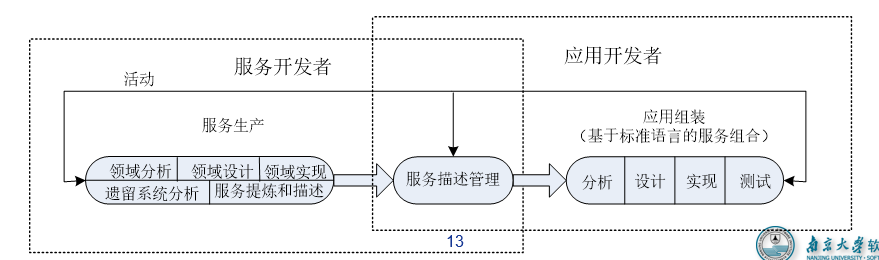 应用开发者
服务开发者
活动
服务生产
应用组装
（基于标准语言的服务组合）
领域分析 领域设计 领域实现
遗留系统分析 服务提炼和描述
服务描述管理
分析 设计 实现 测试
13
南京大学软
NANJING UNIVERSITY · SOFT